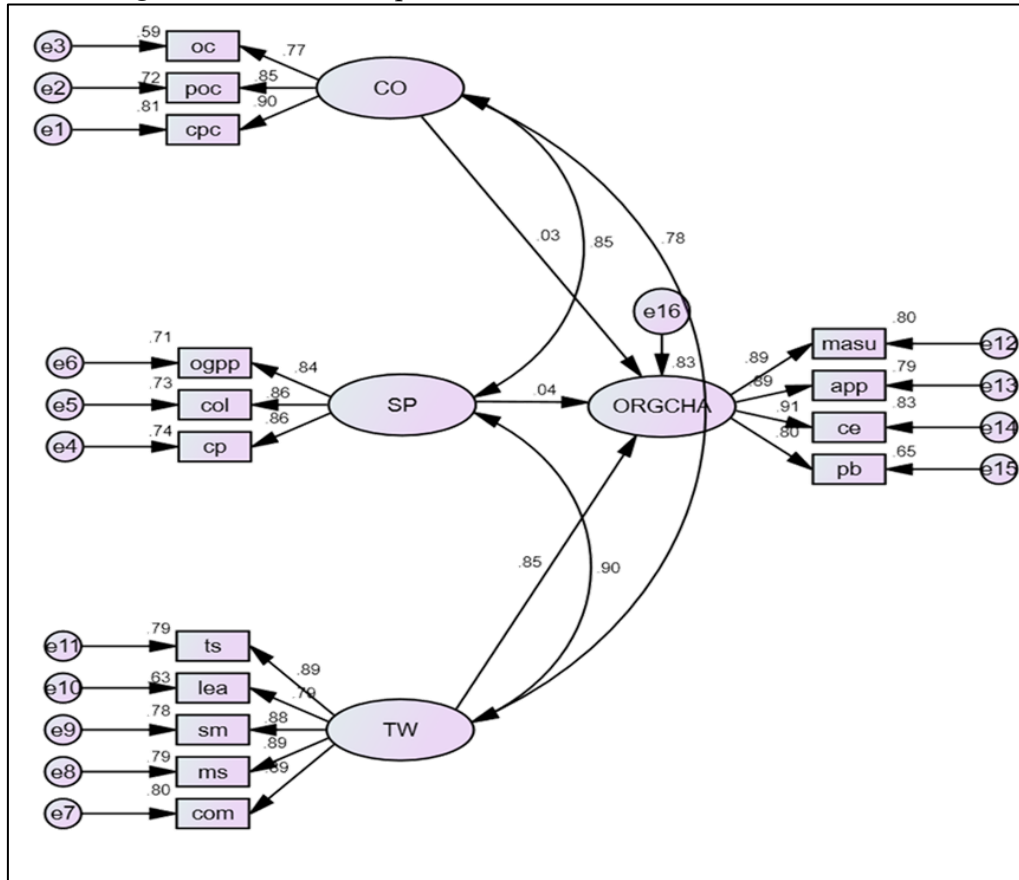 .59
e3
oc
.77
.72
e2
poc
.85
CO
.81
.90
e1
cpc
.03
.85
.78
e16
.83
.71
e6
ogpp
.84
.73
e5
col
.86
SP
.04
ORGCHA
.74
.86
e4
cp
.80
.89
masu
e12
.89
app
.79
e13
.91
ce
.83
e14
.80
pb
.65
e15
.85
.90
.79
e11
ts
.89
.63
e10
lea
.79
.78
e9
sm
.88
TW
.79
e8
ms
.89
.80
e7
com
.89